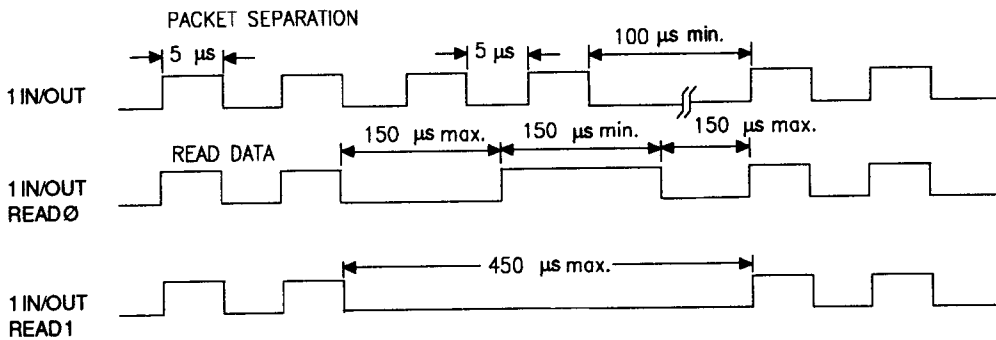 PACKET SEPARATION
5 μs
5 μs
100 μs min.
1 IN/OUT
150 μs max.
150 μs min.
150 μs max.
READ DATA
1 IN/OUT
READØ
450 μs max.
1 IN/OUT
READ1